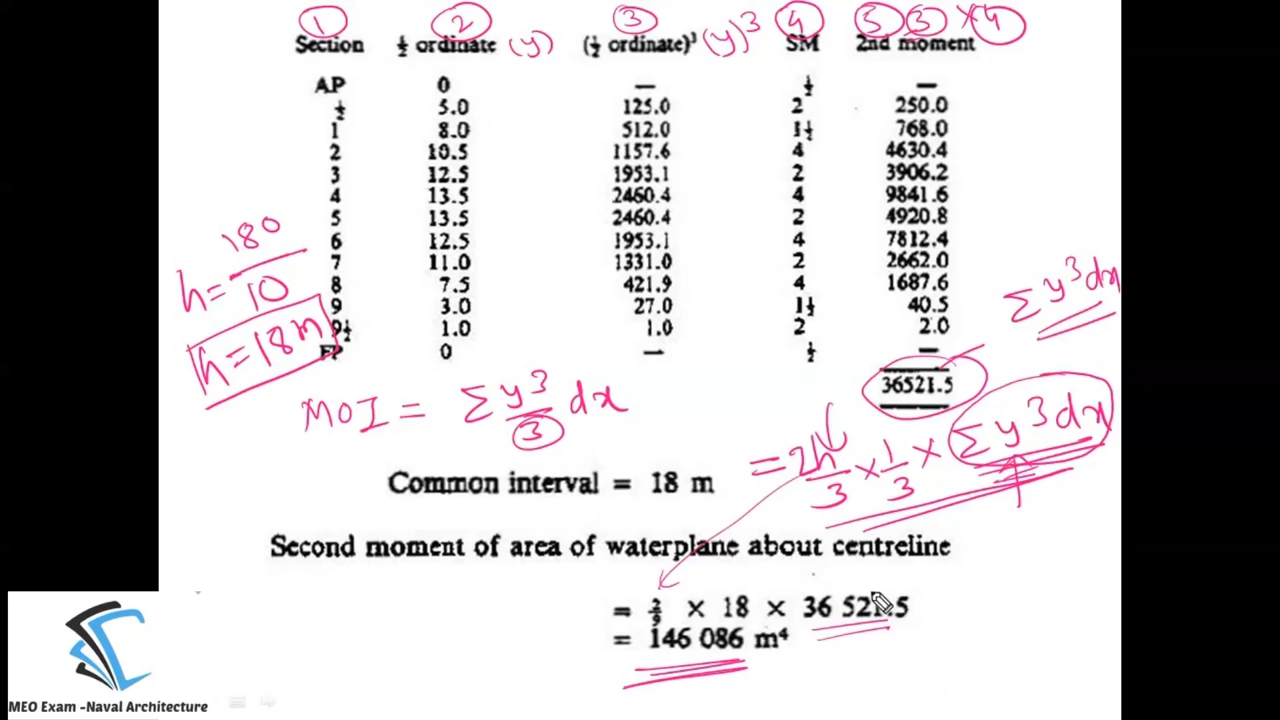 ① ② ③ ④ ⑤ ③ × ④
Section ½ ordinate (y) (½ ordinate)³ (y)³ SM 2nd moment
AP 0 — ½ —
½ 5.0 125.0 2 250.0
1 8.0 512.0 1½ 768.0
2 10.5 1157.6 4 4630.4
3 12.5 1953.1 2 3906.2
4 13.5 2460.4 4 9841.6
5 13.5 2460.4 2 4920.8
6 12.5 1953.1 4 7812.4
7 11.0 1331.0 2 2662.0
8 7.5 421.9 4 1687.6
9 3.0 27.0 1½ 40.5
9½ 1.0 1.0 2 2.0
FP 0 — ½ —
36521.5
h = 180/10
h = 18m
Σ y³dx
MOI = Σ y³/3 dx
= 2h/3 × 1/3 × Σ y³dx
Common interval = 18 m
Second moment of area of waterplane about centreline
= 2/9 × 18 × 36 521.5
= 146 086 m⁴
MEO Exam -Naval Architecture